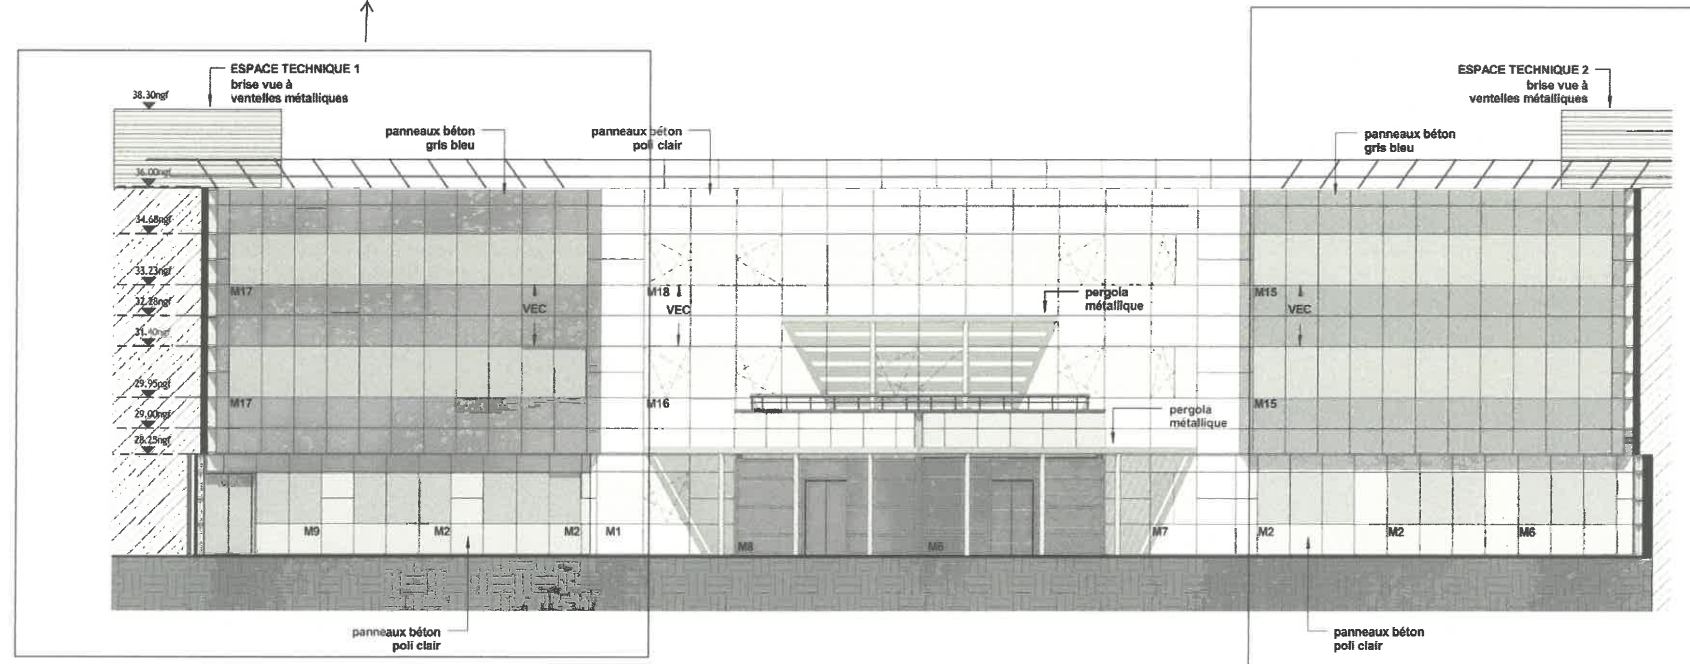 ESPACE TECHNIQUE 1
brise vue à
ventelles métalliques
ESPACE TECHNIQUE 2
brise vue à
ventelles métalliques
38.30ngf
panneaux béton
gris bleu
panneaux béton
poli clair
panneaux béton
gris bleu
36.00ngf
34.68ngf
33.23ngf
M17
M18
pergola
métallique
M15
32.28ngf
VEC
VEC
VEC
31.40ngf
29.95ngf
M17
M16
M15
29.00ngf
pergola
métallique
28.25ngf
M9
M2
M2
M1
M8
M8
M7
M2
M2
M6
panneaux béton
poli clair
panneaux béton
poli clair